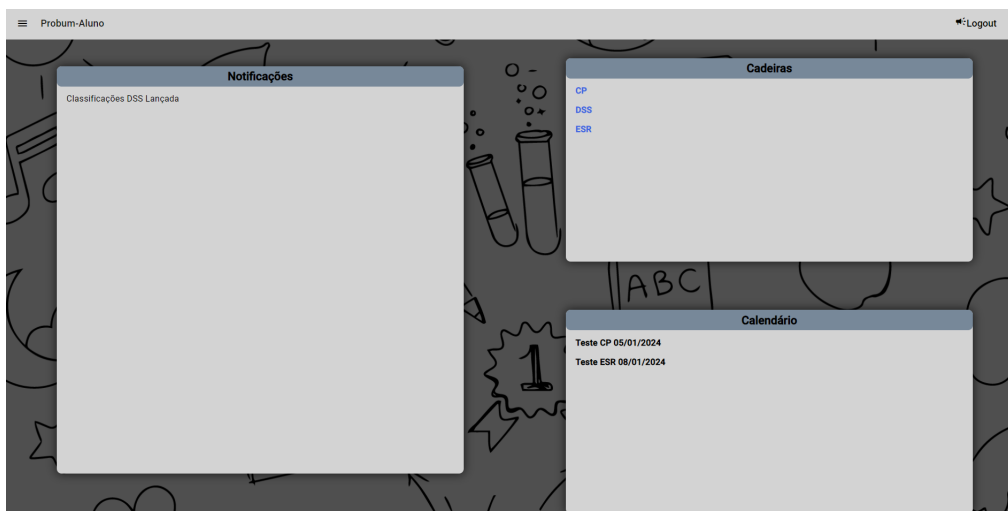 Probum-Aluno
Logout
Notificações
Classificações DSS Lançada
Cadeiras
CP
DSS
ESR
ABC
1
Calendário
Teste CP 05/01/2024
Teste ESR 08/01/2024